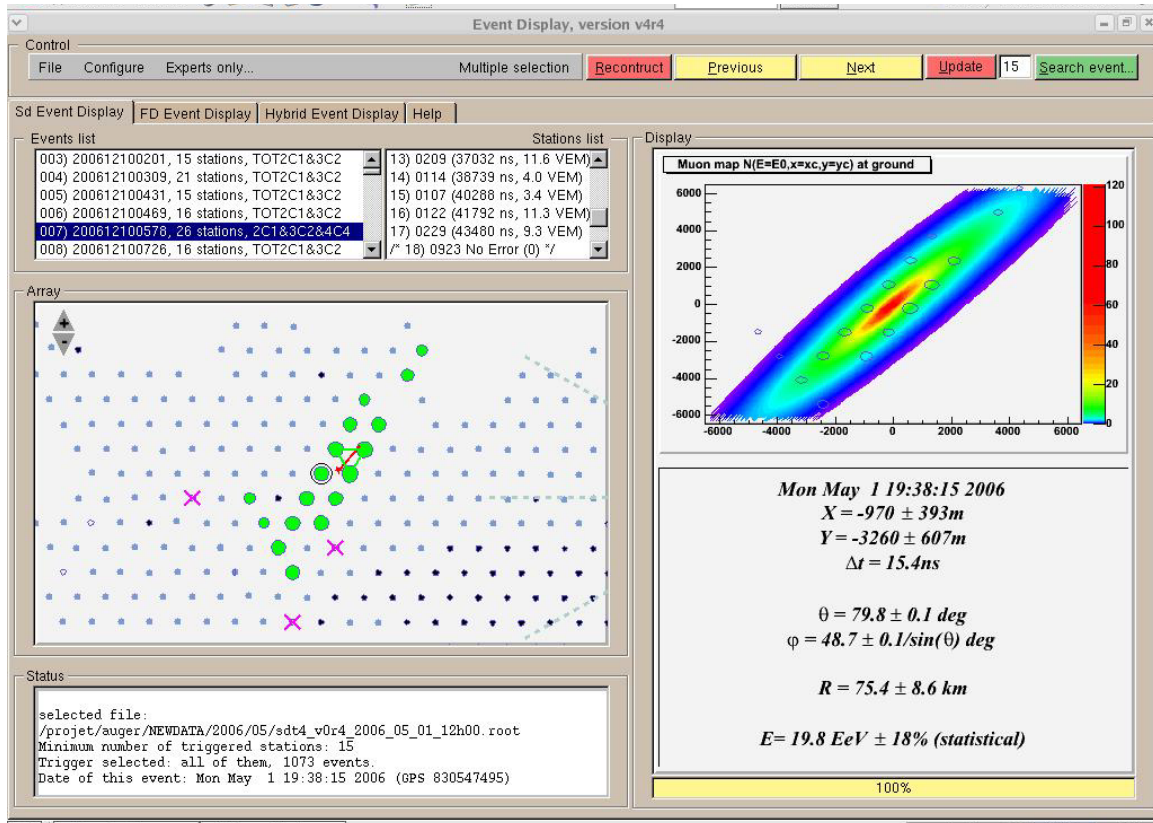 Event Display, version v4r4
Control
File Configure Experts only... Multiple selection Recontruct Previous Next Update 15 Search event...
Sd Event Display FD Event Display Hybrid Event Display Help
Events list
003) 200612100201, 15 stations, TOT2C1&3C2
004) 200612100309, 21 stations, TOT2C1&3C2
005) 200612100431, 15 stations, TOT2C1&3C2
006) 200612100469, 16 stations, TOT2C1&3C2
007) 200612100578, 26 stations, 2C1&3C2&4C4
008) 200612100726, 16 stations, TOT2C1&3C2
Stations list
13) 0209 (37032 ns, 11.6 VEM)
14) 0114 (38739 ns, 4.0 VEM)
15) 0107 (40288 ns, 3.4 VEM)
16) 0122 (41792 ns, 11.3 VEM)
17) 0229 (43480 ns, 9.3 VEM)
/* 18) 0923 No Error (0) */
Array
+
-
Status
selected file:
/projet/auger/NEWDATA/2006/05/sdt4_v0r4_2006_05_01_12h00.root
Minimum number of triggered stations: 15
Trigger selected: all of them, 1073 events.
Date of this event: Mon May 1 19:38:15 2006 (GPS 830547495)
Display
Muon map N(E=E0,x=xc,y=yc) at ground
6000
4000
2000
0
-2000
-4000
-6000
-6000 -4000 -2000 0 2000 4000 6000
120
100
80
60
40
20
0
Mon May 1 19:38:15 2006
X = -970 ± 393m
Y = -3260 ± 607m
Δt = 15.4ns
θ = 79.8 ± 0.1 deg
φ = 48.7 ± 0.1/sin(θ) deg
R = 75.4 ± 8.6 km
E= 19.8 EeV ± 18% (statistical)
100%